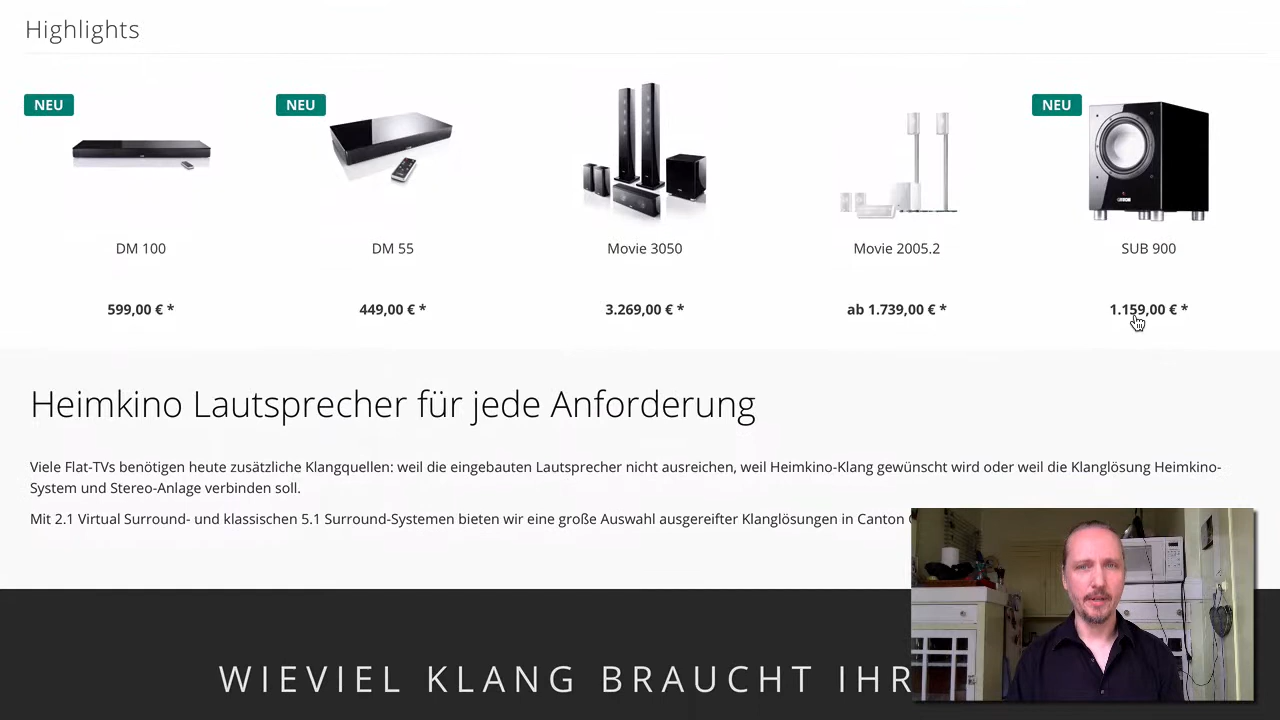 Highlights
NEU
NEU
NEU
DM 100
DM 55
Movie 3050
Movie 2005.2
SUB 900
599,00 € *
449,00 € *
3.269,00 € *
ab 1.739,00 € *
1.159,00 € *
Heimkino Lautsprecher für jede Anforderung
Viele Flat-TVs benötigen heute zusätzliche Klangquellen: weil die eingebauten Lautsprecher nicht ausreichen, weil Heimkino-Klang gewünscht wird oder weil die Klanglösung Heimkino-
System und Stereo-Anlage verbinden soll.
Mit 2.1 Virtual Surround- und klassischen 5.1 Surround-Systemen bieten wir eine große Auswahl ausgereifter Klanglösungen in Canton
WIEVIEL KLANG BRAUCHT IHR